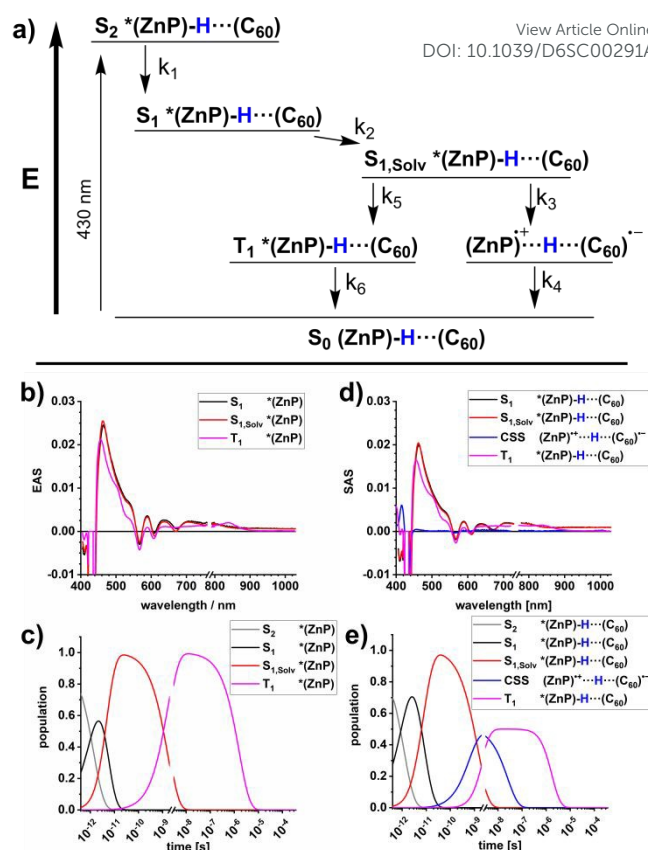 View Article Online
DOI: 10.1039/D6SC00291A
a)
S2 *(ZnP)-H···(C60)
k1
S1 *(ZnP)-H···(C60)
k2
S1,Solv *(ZnP)-H···(C60)
E
430 nm
k5
k3
T1 *(ZnP)-H···(C60)
(ZnP)•+···H···(C60)•−
k6
k4
S0 (ZnP)-H···(C60)
b)
S1 *(ZnP)
S1,Solv *(ZnP)
T1 *(ZnP)
EAS
0.03
0.02
0.01
0.00
-0.01
400 500 600 700 800 900 1000
wavelength / nm
d)
S1 *(ZnP)-H···(C60)
S1,Solv *(ZnP)-H···(C60)
CSS (ZnP)•+···H···(C60)•−
T1 *(ZnP)-H···(C60)
SAS
0.03
0.02
0.01
0.00
-0.01
400 500 600 700 800 900 1000
wavelength [nm]
c)
S2 *(ZnP)
S1 *(ZnP)
S1,Solv *(ZnP)
T1 *(ZnP)
population
1.0
0.8
0.6
0.4
0.2
0.0
10-12 10-11 10-10 10-9 10-8 10-7 10-6 10-5 10-4
time [s]
e)
S2 *(ZnP)-H···(C60)
S1 *(ZnP)-H···(C60)
S1,Solv *(ZnP)-H···(C60)
CSS (ZnP)•+···H···(C60)•−
T1 *(ZnP)-H···(C60)
population
1.0
0.8
0.6
0.4
0.2
0.0
10-12 10-11 10-10 10-9 10-8 10-7 10-6 10-5 10-4
time [s]